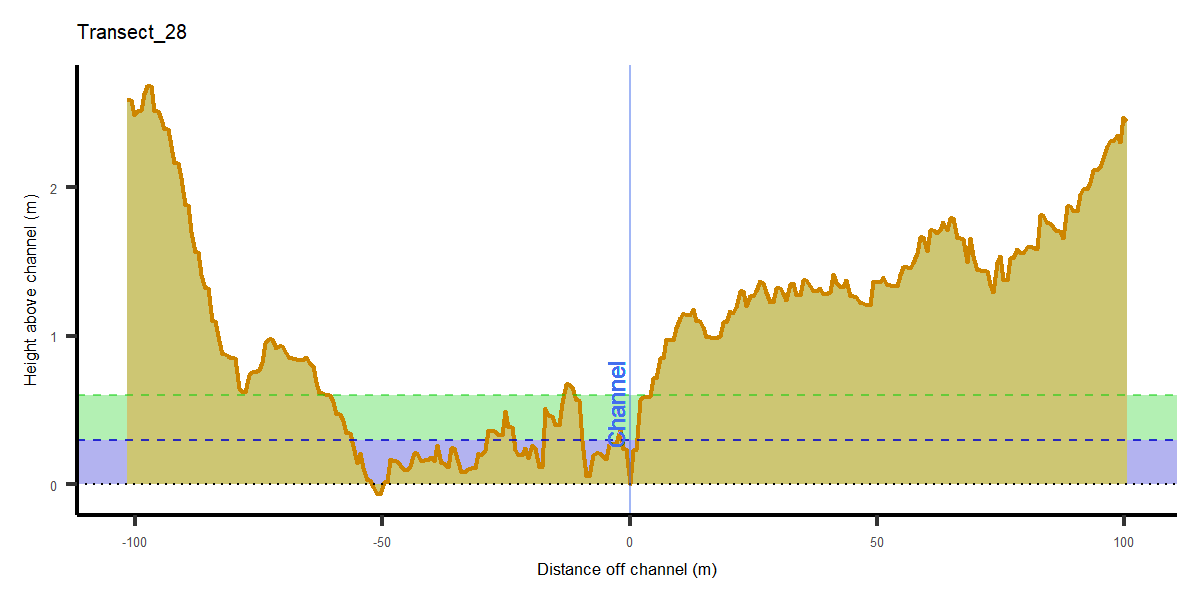 Transect_28
Height above channel (m)
2
1
0
Channel
-100
-50
0
50
100
Distance off channel (m)